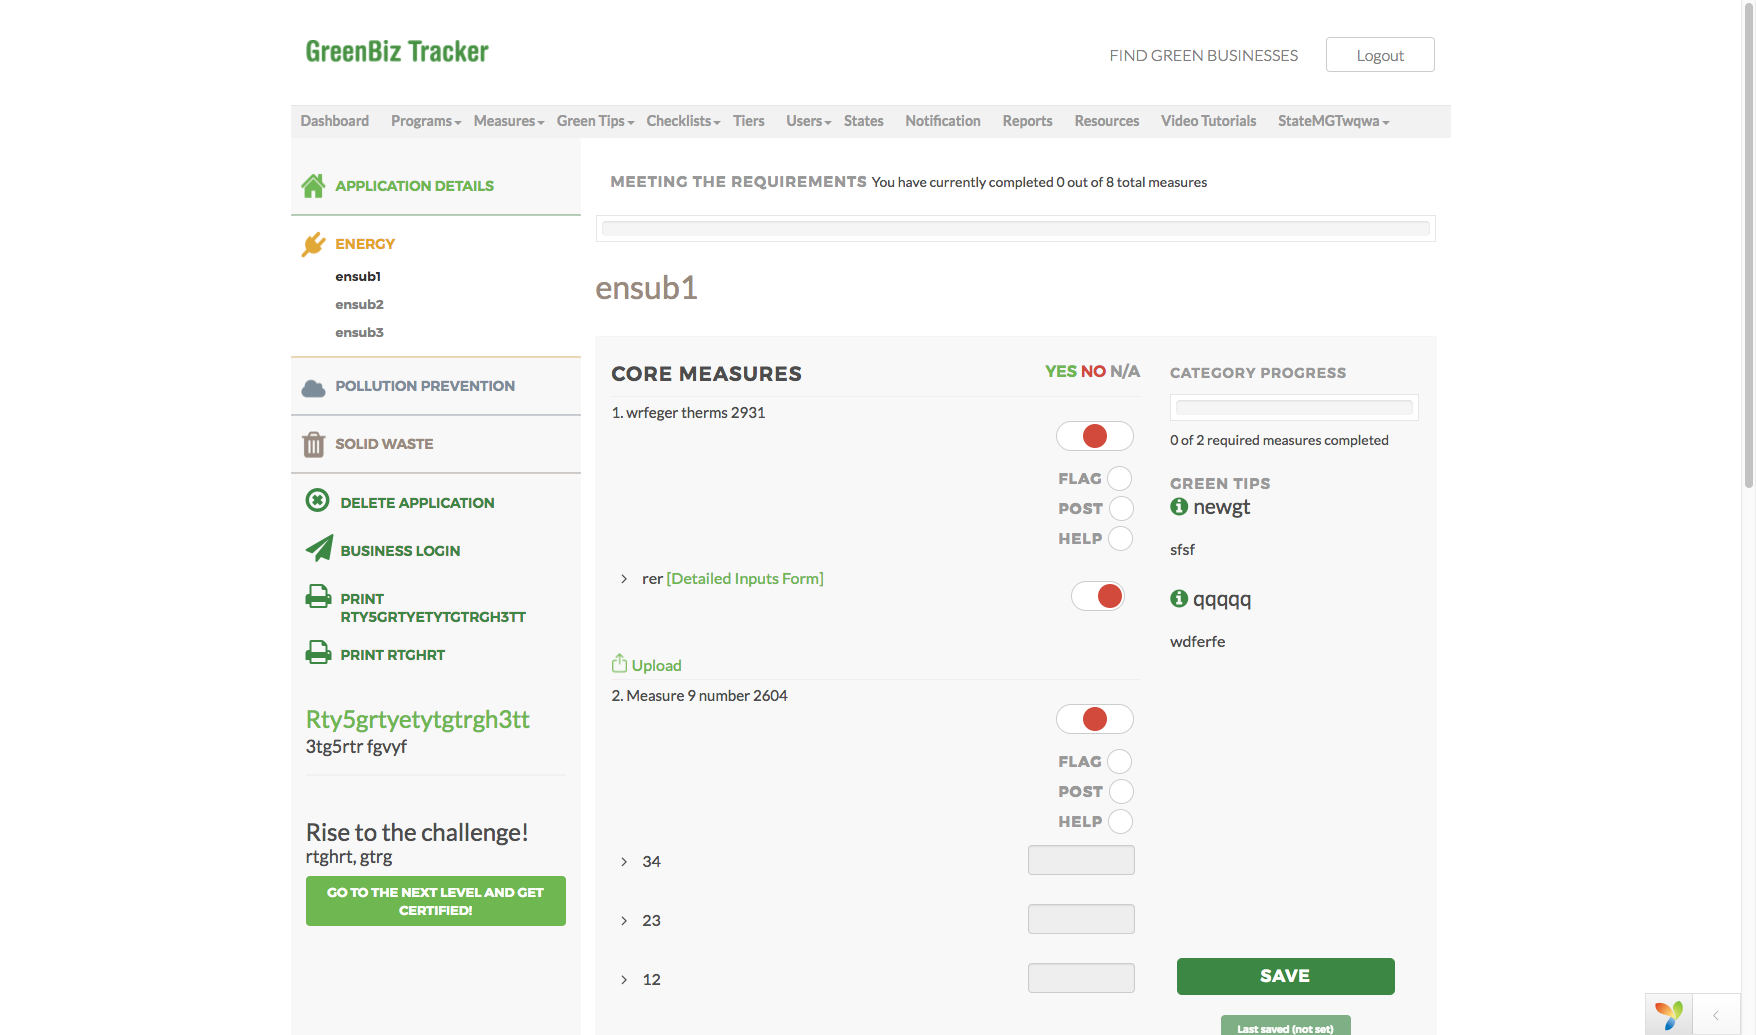 GreenBiz Tracker
FIND GREEN BUSINESSES
Logout
Dashboard Programs Measures Green Tips Checklists Tiers Users States Notification Reports Resources Video Tutorials StateMGTwqwa
APPLICATION DETAILS
ENERGY
ensub1
ensub2
ensub3
POLLUTION PREVENTION
SOLID WASTE
DELETE APPLICATION
BUSINESS LOGIN
PRINT
RTY5GRTYETYTGTRGH3TT
PRINT RTGHRT
Rty5grtyetytgtrgh3tt
3tg5rtr fgvyf
Rise to the challenge!
rtghrt, gtrg
GO TO THE NEXT LEVEL AND GET
CERTIFIED!
MEETING THE REQUIREMENTS You have currently completed 0 out of 8 total measures
ensub1
CORE MEASURES
YES NO N/A
1. wrfeger therms 2931
FLAG
POST
HELP
rer [Detailed Inputs Form]
Upload
2. Measure 9 number 2604
FLAG
POST
HELP
34
23
12
CATEGORY PROGRESS
0 of 2 required measures completed
GREEN TIPS
newgt
sfsf
qqqqq
wdferfe
SAVE
Last saved (not set)